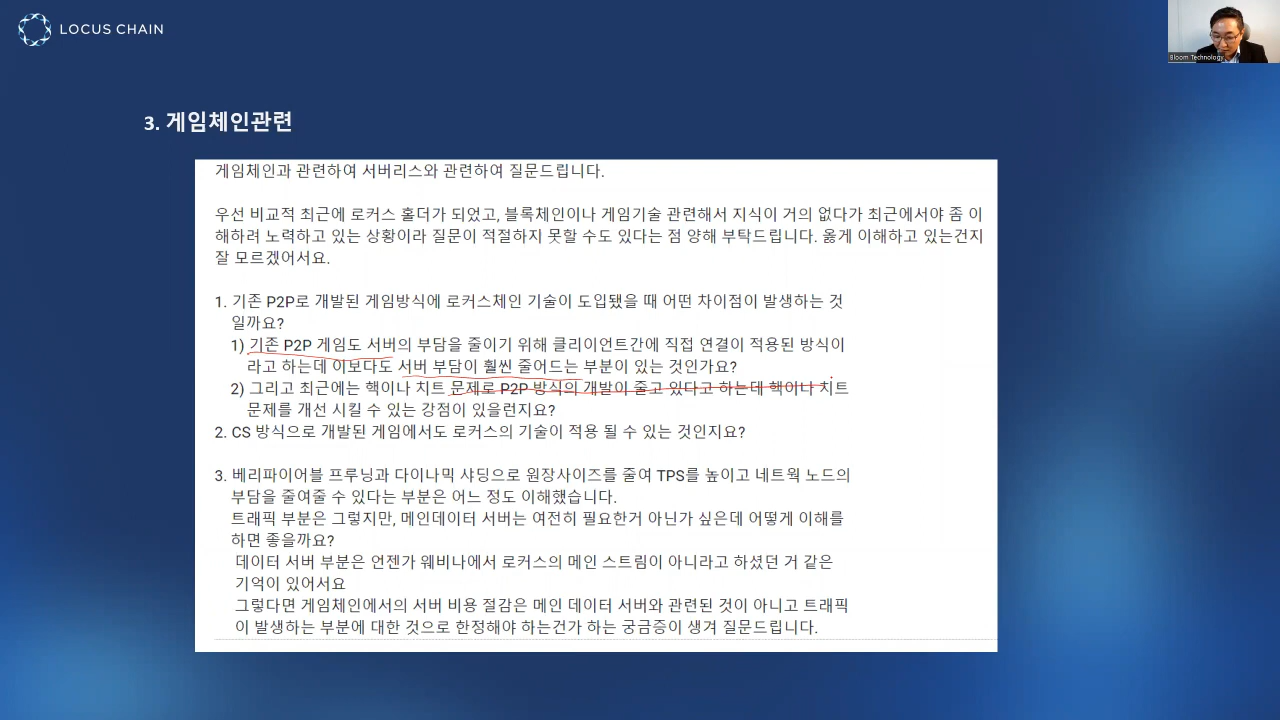 LOCUS CHAIN
Bloom Technology
3. 게임체인관련
게임체인과 관련하여 서버리스와 관련하여 질문드립니다.
우선 비교적 최근에 로커스 홀더가 되었고, 블록체인이나 게임기술 관련해서 지식이 거의 없다가 최근에서야 좀 이
해하려 노력하고 있는 상황이라 질문이 적절하지 못할 수도 있다는 점 양해 부탁드립니다. 옳게 이해하고 있는건지
잘 모르겠어서요.
1. 기존 P2P로 개발된 게임방식에 로커스체인 기술이 도입됐을 때 어떤 차이점이 발생하는 것
일까요?
1) 기존 P2P 게임도 서버의 부담을 줄이기 위해 클리이언트간에 직접 연결이 적용된 방식이
라고 하는데 이보다도 서버 부담이 훨씬 줄어드는 부분이 있는 것인가요?
2) 그리고 최근에는 핵이나 치트 문제로 P2P 방식의 개발이 줄고 있다고 하는데 핵이나 치트
문제를 개선 시킬 수 있는 강점이 있을런지요?
2. CS 방식으로 개발된 게임에서도 로커스의 기술이 적용 될 수 있는 것인지요?
3. 베리파이어블 프루닝과 다이나믹 샤딩으로 원장사이즈를 줄여 TPS를 높이고 네트웍 노드의
부담을 줄여줄 수 있다는 부분은 어느 정도 이해했습니다.
트래픽 부분은 그렇지만, 메인데이터 서버는 여전히 필요한거 아닌가 싶은데 어떻게 이해를
하면 좋을까요?
데이터 서버 부분은 언젠가 웨비나에서 로커스의 메인 스트림이 아니라고 하셨던 거 같은
기억이 있어서요
그렇다면 게임체인에서의 서버 비용 절감은 메인 데이터 서버와 관련된 것이 아니고 트래픽
이 발생하는 부분에 대한 것으로 한정해야 하는건가 하는 궁금증이 생겨 질문드립니다.